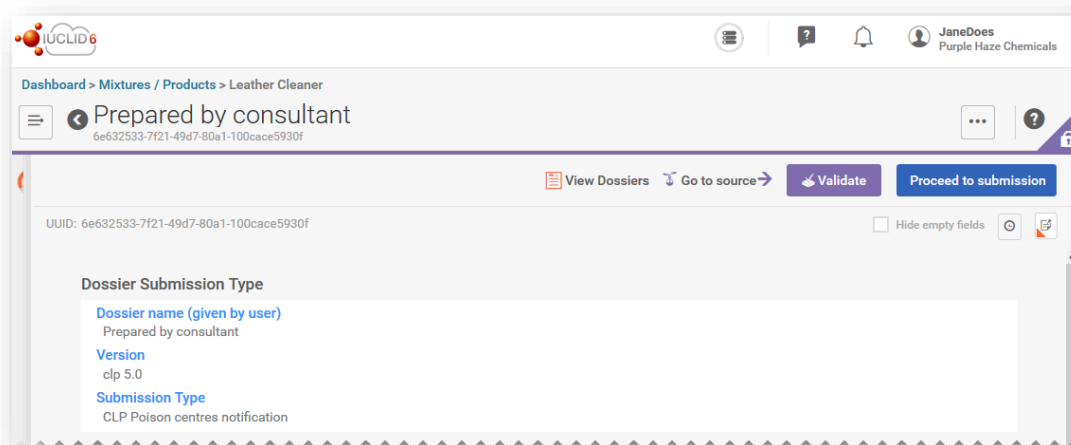 IUCLID 6
JaneDoes
Purple Haze Chemicals
Dashboard > Mixtures / Products > Leather Cleaner
Prepared by consultant
6e632533-7f21-49d7-80a1-100cace5930f
View Dossiers Go to source Validate Proceed to submission
UUID: 6e632533-7f21-49d7-80a1-100cace5930f Hide empty fields
Dossier Submission Type
Dossier name (given by user)
Prepared by consultant
Version
clp 5.0
Submission Type
CLP Poison centres notification